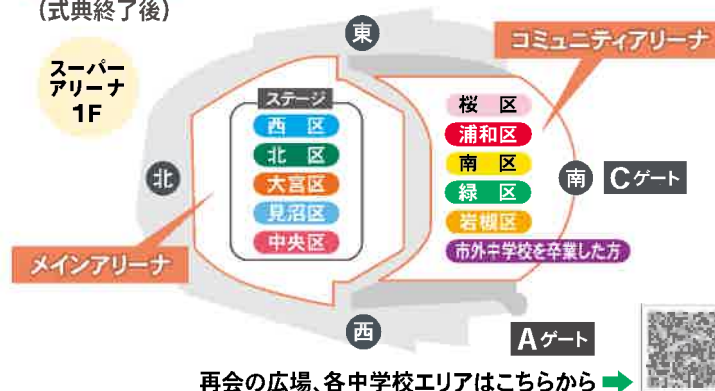 (式典終了後)
スーパー
アリーナ
1F
東
コミュニティアリーナ
ステージ
西 区
北 区
大宮区
見沼区
中央区
桜 区
浦和区
南 区
緑 区
岩槻区
市外中学校を卒業した方
北
南
Cゲート
メインアリーナ
西
Aゲート
再会の広場、各中学校エリアはこちらから